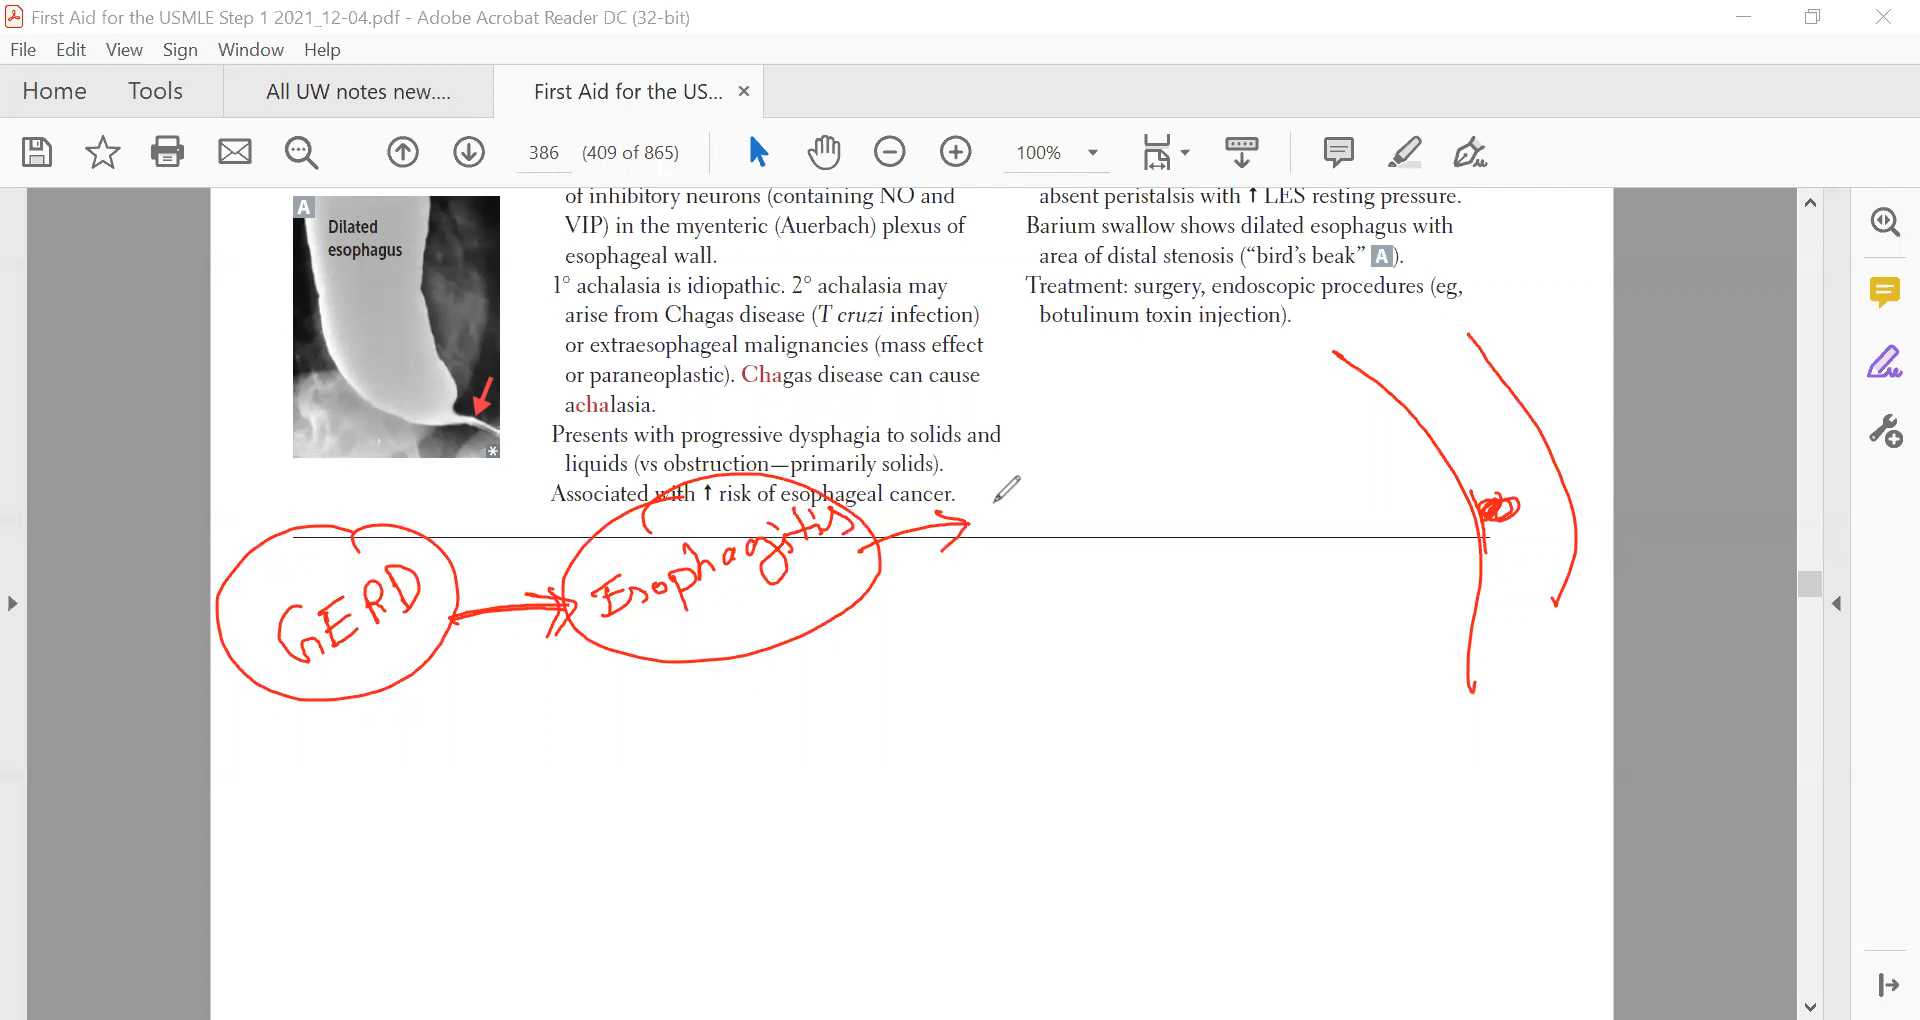 First Aid for the USMLE Step 1 2021_12-04.pdf - Adobe Acrobat Reader DC (32-bit)
File Edit View Sign Window Help
Home Tools All UW notes new.... First Aid for the US... ×
386 (409 of 865) 100%
A
Dilated
esophagus
*
of inhibitory neurons (containing NO and
VIP) in the myenteric (Auerbach) plexus of
esophageal wall.
1° achalasia is idiopathic. 2° achalasia may
arise from Chagas disease (T cruzi infection)
or extraesophageal malignancies (mass effect
or paraneoplastic). Chagas disease can cause
achalasia.
Presents with progressive dysphagia to solids and
liquids (vs obstruction—primarily solids).
Associated with ↑ risk of esophageal cancer.
absent peristalsis with ↑ LES resting pressure.
Barium swallow shows dilated esophagus with
area of distal stenosis (“bird’s beak” A).
Treatment: surgery, endoscopic procedures (eg,
botulinum toxin injection).
GERD
Esophagitis